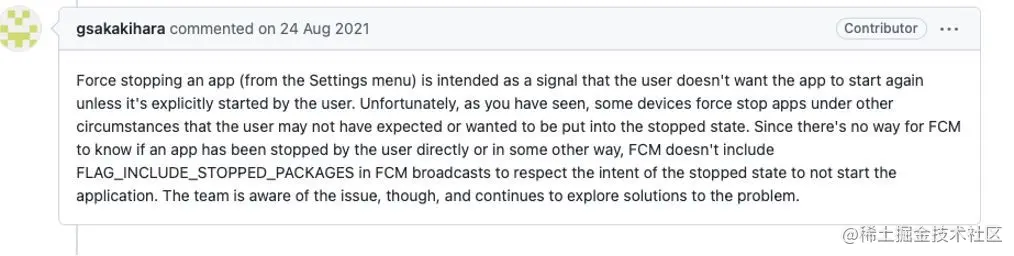 gsakakihara commented on 24 Aug 2021
Contributor
Force stopping an app (from the Settings menu) is intended as a signal that the user doesn't want the app to start again
unless it's explicitly started by the user. Unfortunately, as you have seen, some devices force stop apps under other
circumstances that the user may not have expected or wanted to be put into the stopped state. Since there's no way for FCM
to know if an app has been stopped by the user directly or in some other way, FCM doesn't include
FLAG_INCLUDE_STOPPED_PACKAGES in FCM broadcasts to respect the intent of the stopped state to not start the
application. The team is aware of the issue, though, and continues to explore solutions to the problem.
@稀土掘金技术社区